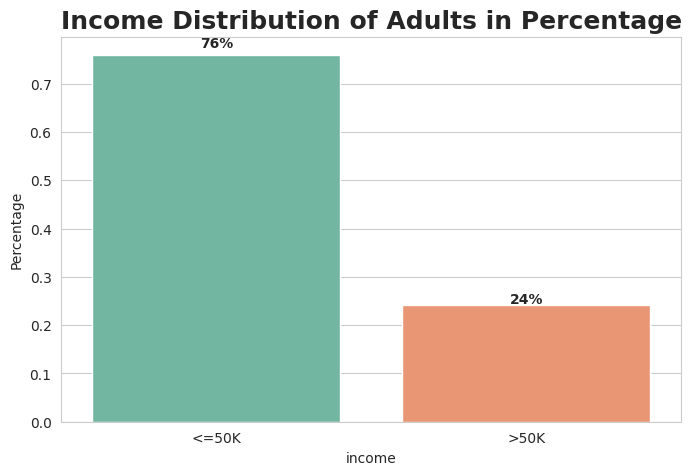 Income Distribution of Adults in Percentage
76%
24%
Percentage
0.7
0.6
0.5
0.4
0.3
0.2
0.1
0.0
<=50K
>50K
income